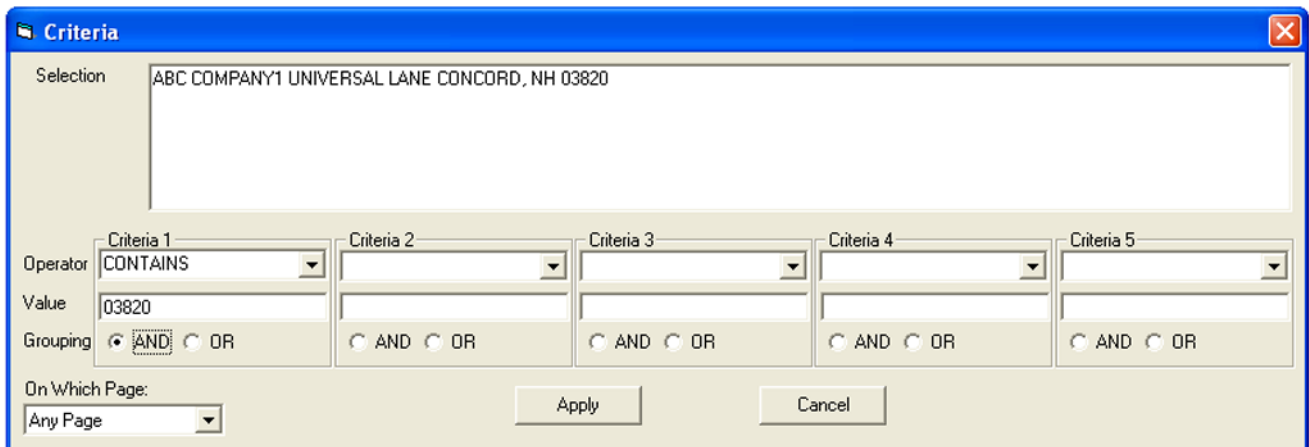 Criteria
Selection
ABC COMPANY1 UNIVERSAL LANE CONCORD, NH 03820
Criteria 1 Criteria 2 Criteria 3 Criteria 4 Criteria 5
Operator CONTAINS
Value 03820
Grouping AND OR AND OR AND OR AND OR AND OR
On Which Page:
Any Page Apply Cancel